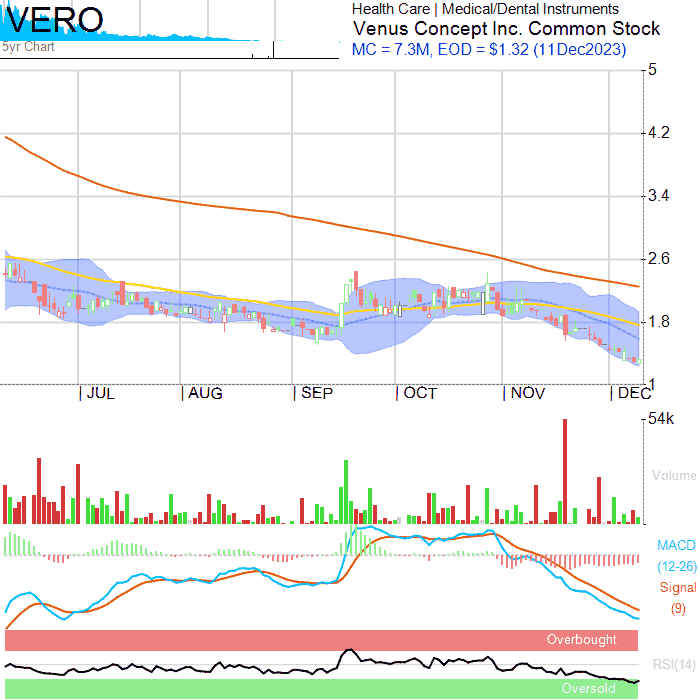 VERO
5yr Chart
Health Care | Medical/Dental Instruments
Venus Concept Inc. Common Stock
MC = 7.3M, EOD = $1.32 (11Dec2023)
5
4.2
3.4
2.6
1.8
1
| JUL | AUG | SEP | OCT | NOV | DEC
54k
Volume
MACD
(12-26)
Signal
(9)
Overbought
RSI(14)
Oversold